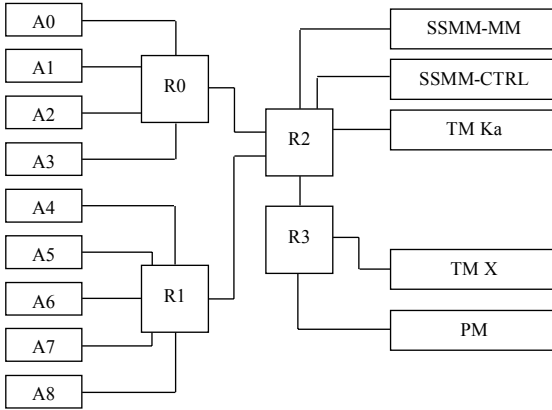 A0
A1
A2
A3
A4
A5
A6
A7
A8
R0
R1
R2
R3
SSMM-MM
SSMM-CTRL
TM Ka
TM X
PM